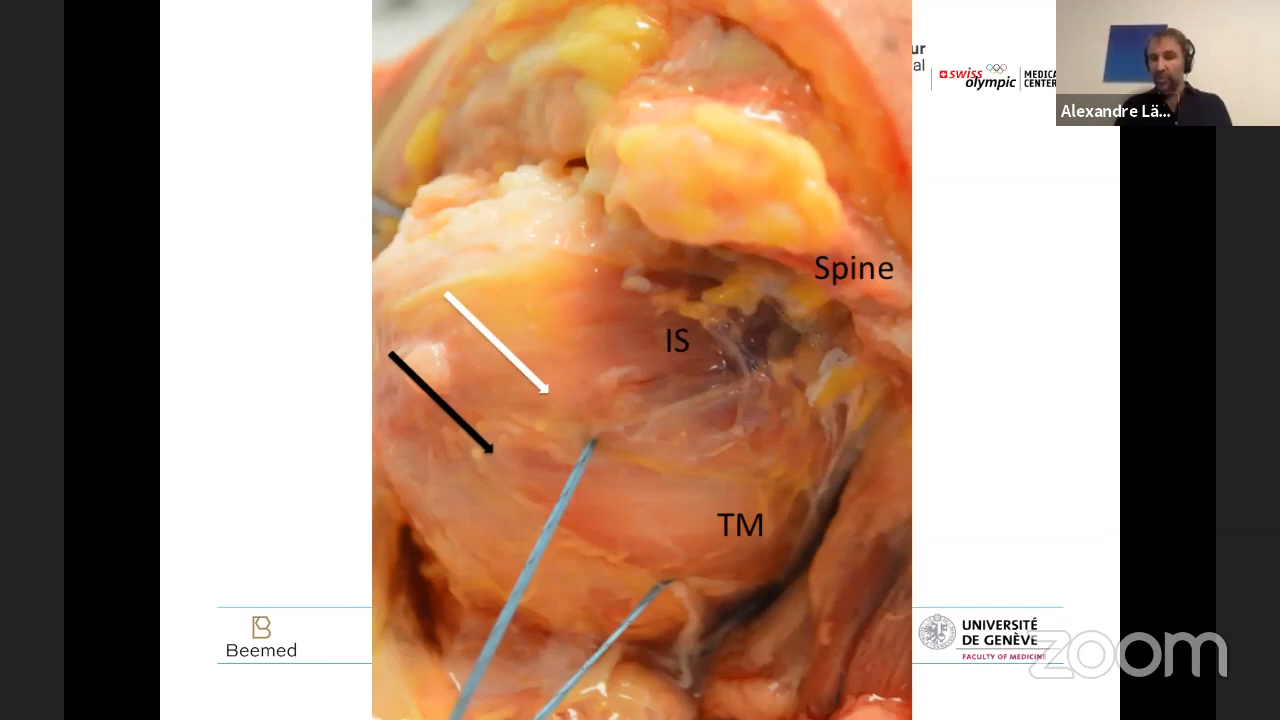 ur
al
swiss
olympic
MEDICA
CENTER
Alexandre Lä...
Spine
IS
TM
Beemed
UNIVERSITÉ
DE GENÈVE
FACULTY OF MEDICINE
zoom